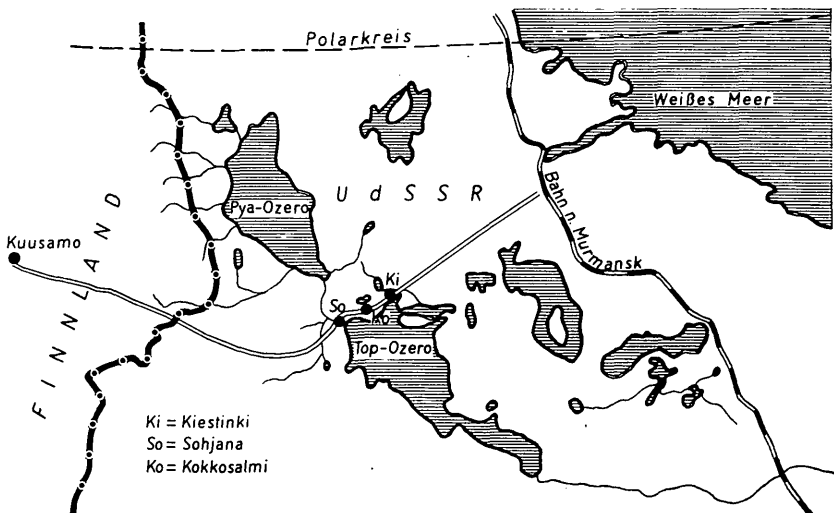 Polarkreis
Weißes Meer
UdSSR
Pya-Ozero
Bahn n. Murmansk
Kuusamo
FINNLAND
Ki
So
Ko
Top-Ozero
Ki = Kiestinki
So = Sohjana
Ko = Kokkosalmi